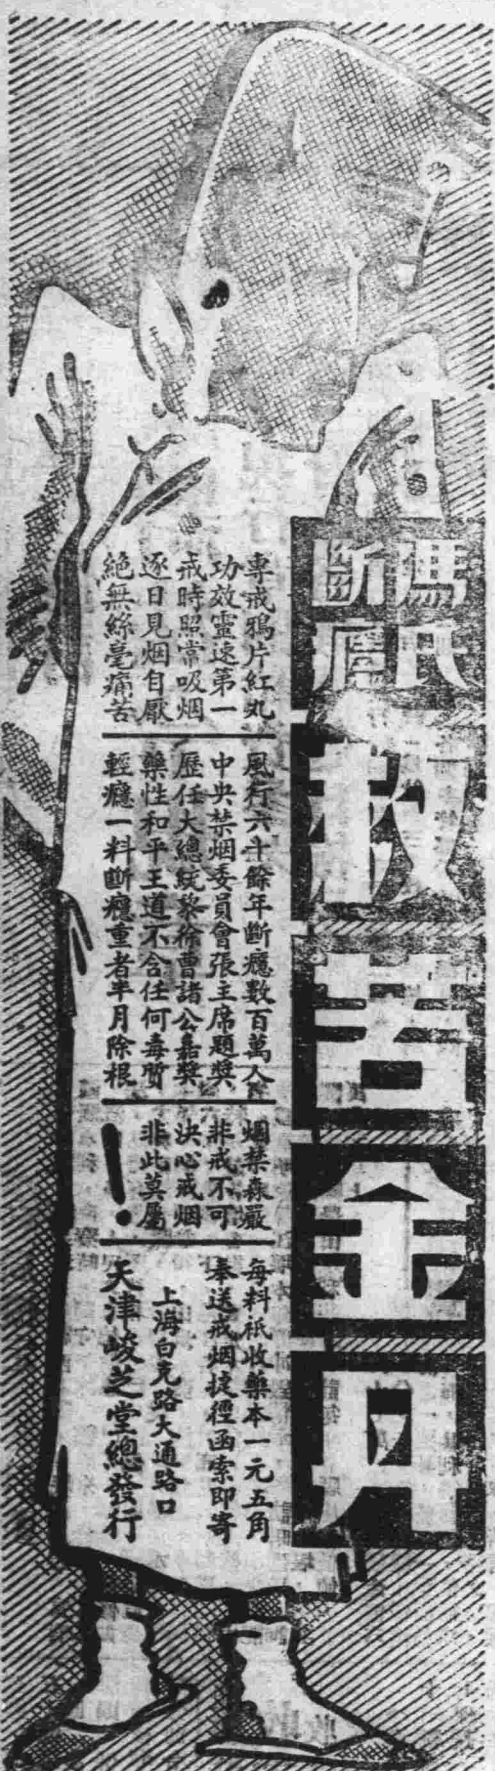 馮氏
斷癮
救苦金丹
專戒鴉片紅丸
功效靈速第一
戒時照常吸烟
逐日見烟自厭
絕無絲毫痛苦
風行六十餘年斷癮數百萬人
中央禁烟委員會張主席題獎
歷任大總統黎徐曹諸公嘉獎
藥性和平王道不含任何毒質
輕癮一料斷癮重者半月除根
烟禁森嚴
非戒不可
決心戒烟
非此莫屬
！
每料祇收藥本一元五角
奉送戒烟捷徑函索即寄
上海白克路大通路口
天津峻芝堂總發行